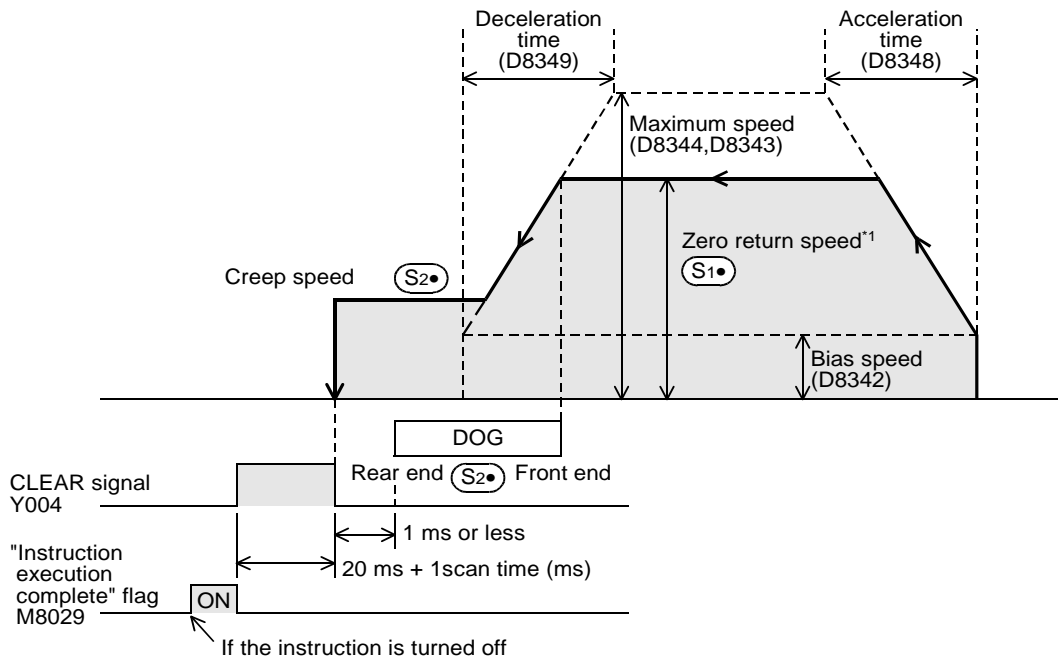 Deceleration
time
(D8349)
Acceleration
time
(D8348)
Maximum speed
(D8344,D8343)
Zero return speed*1
S1•
Creep speed
S2•
Bias speed
(D8342)
DOG
Rear end S2• Front end
CLEAR signal
Y004
1 ms or less
20 ms + 1scan time (ms)
"Instruction
execution
complete" flag
M8029
ON
If the instruction is turned off